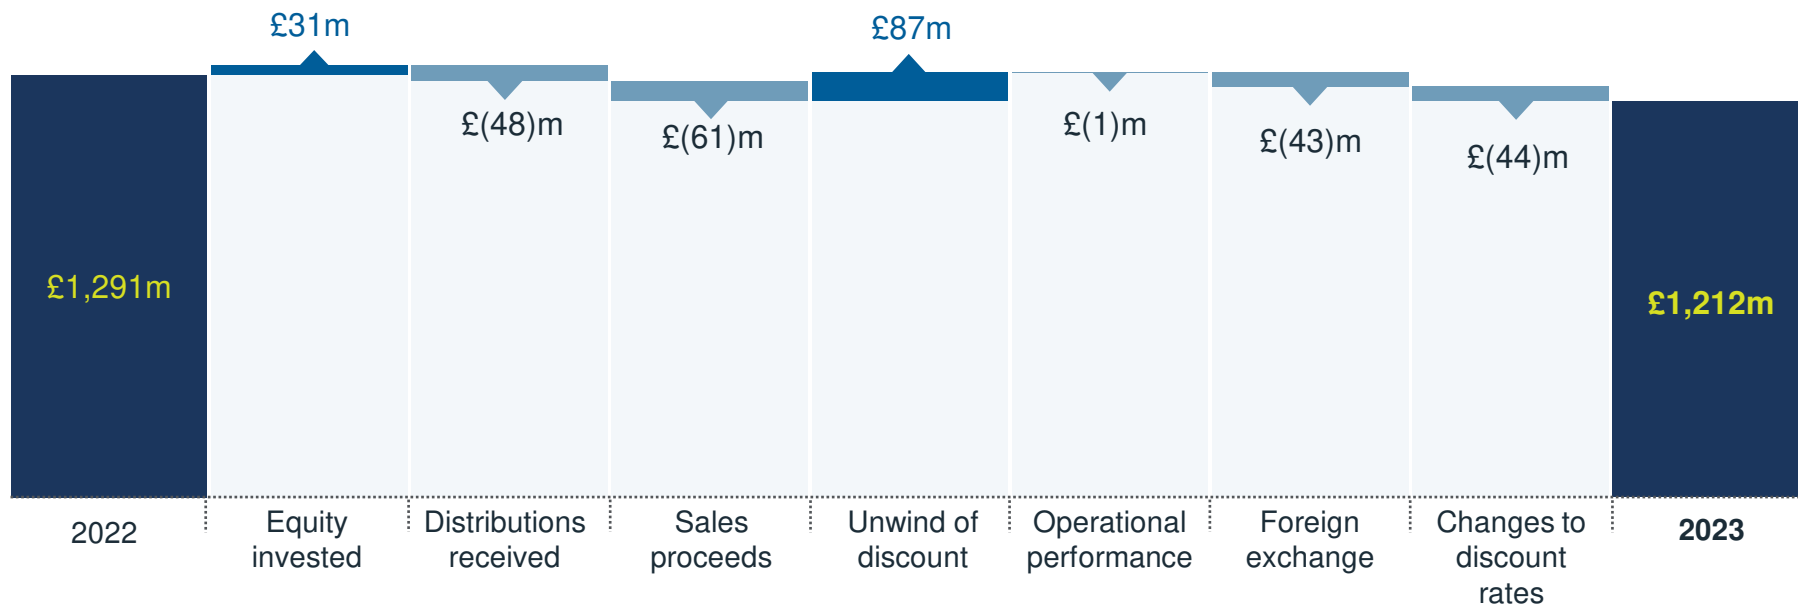 £31m
£87m
£(48)m
£(61)m
£(1)m
£(43)m
£(44)m
£1,291m
£1,212m
2022
Equity
invested
Distributions
received
Sales
proceeds
Unwind of
discount
Operational
performance
Foreign
exchange
Changes to
discount
rates
2023